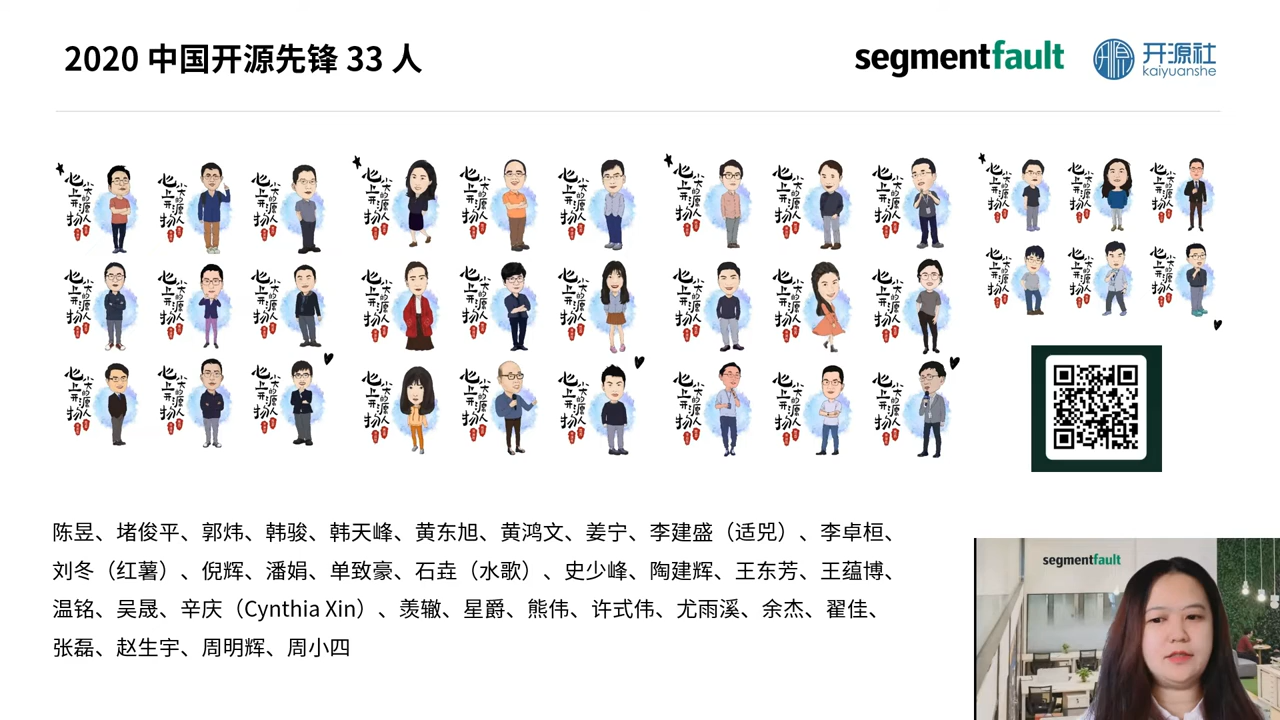 2020 中国开源先锋 33 人
segmentfault
开源社
kaiyuanshe
陈昱、堵俊平、郭炜、韩骏、韩天峰、黄东旭、黄鸿文、姜宁、李建盛（适兕）、李卓桓、
刘冬（红薯）、倪辉、潘娟、单致豪、石垚（水歌）、史少峰、陶建辉、王东芳、王蕴博、
温铭、吴晟、辛庆（Cynthia Xin）、羡辙、星爵、熊伟、许式伟、尤雨溪、余杰、翟佳、
张磊、赵生宇、周明辉、周小四
segmentfault